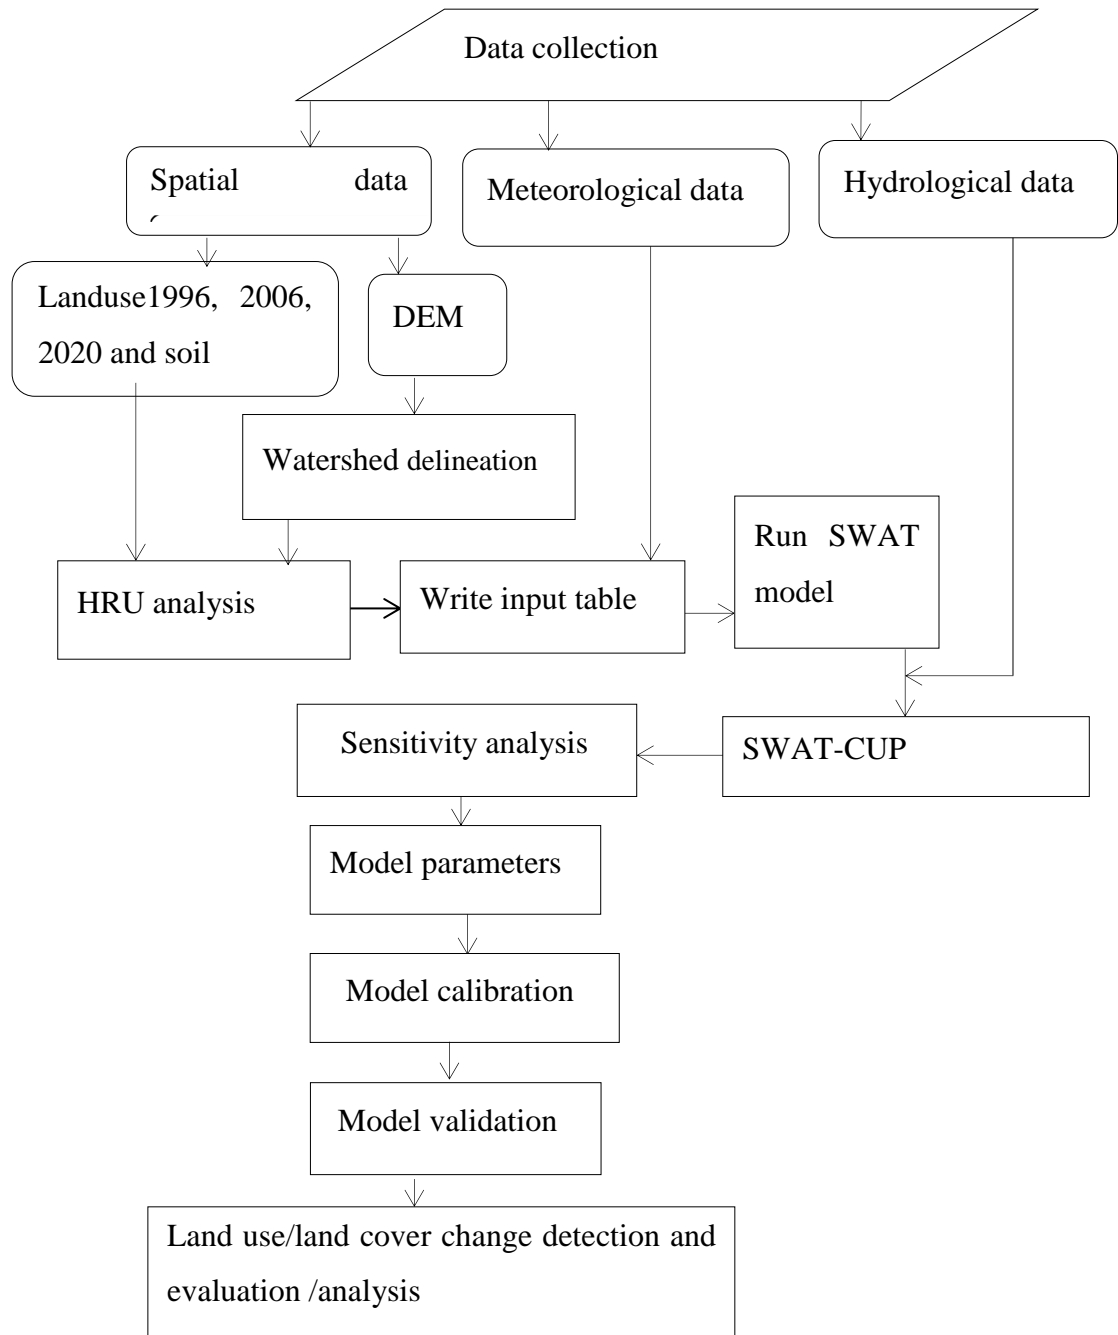 Data collection
Spatial data
Meteorological data
Hydrological data
Landuse1996, 2006,
2020 and soil
DEM
Watershed delineation
Run SWAT
model
HRU analysis
Write input table
Sensitivity analysis
SWAT-CUP
Model parameters
Model calibration
Model validation
Land use/land cover change detection and
evaluation /analysis